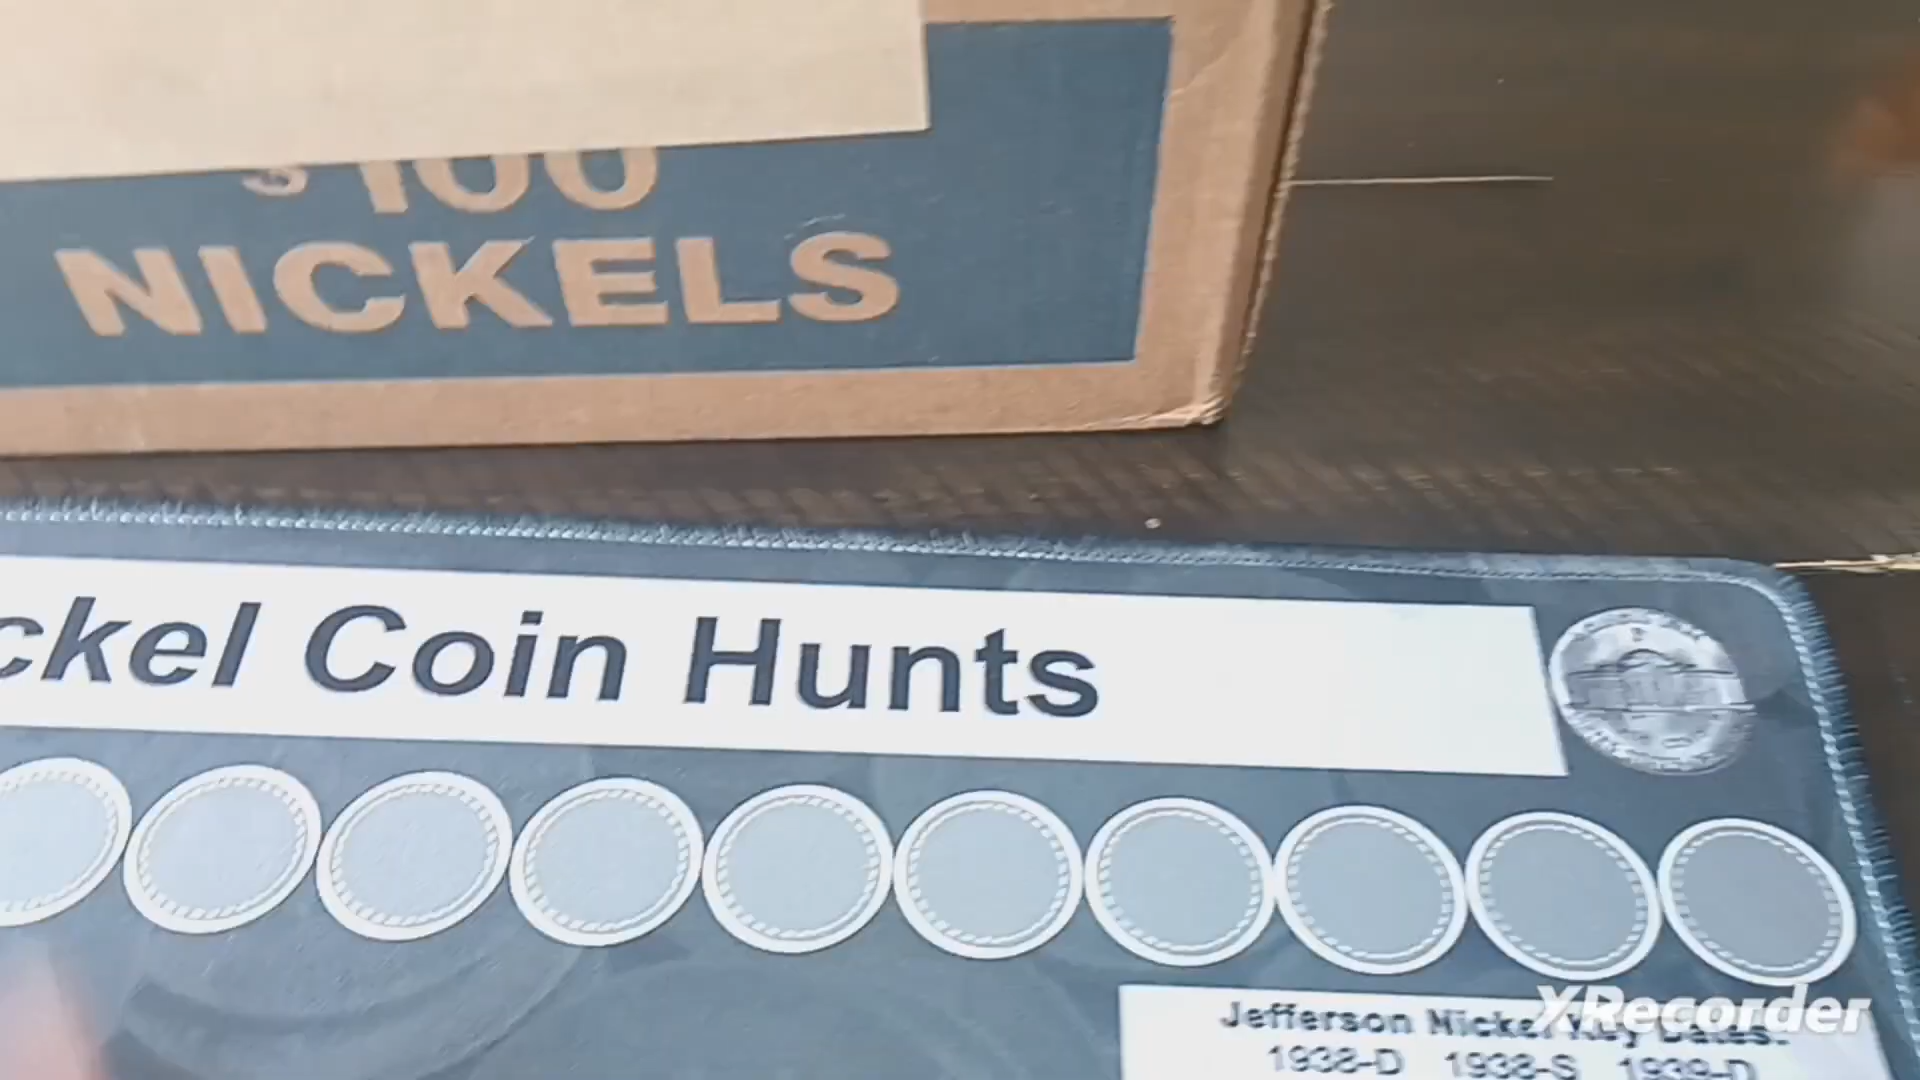 $100
NICKELS
ckel Coin Hunts
Jefferson Nickel Key Dates:
1938-D 1938-S 1939-D
XRecorder